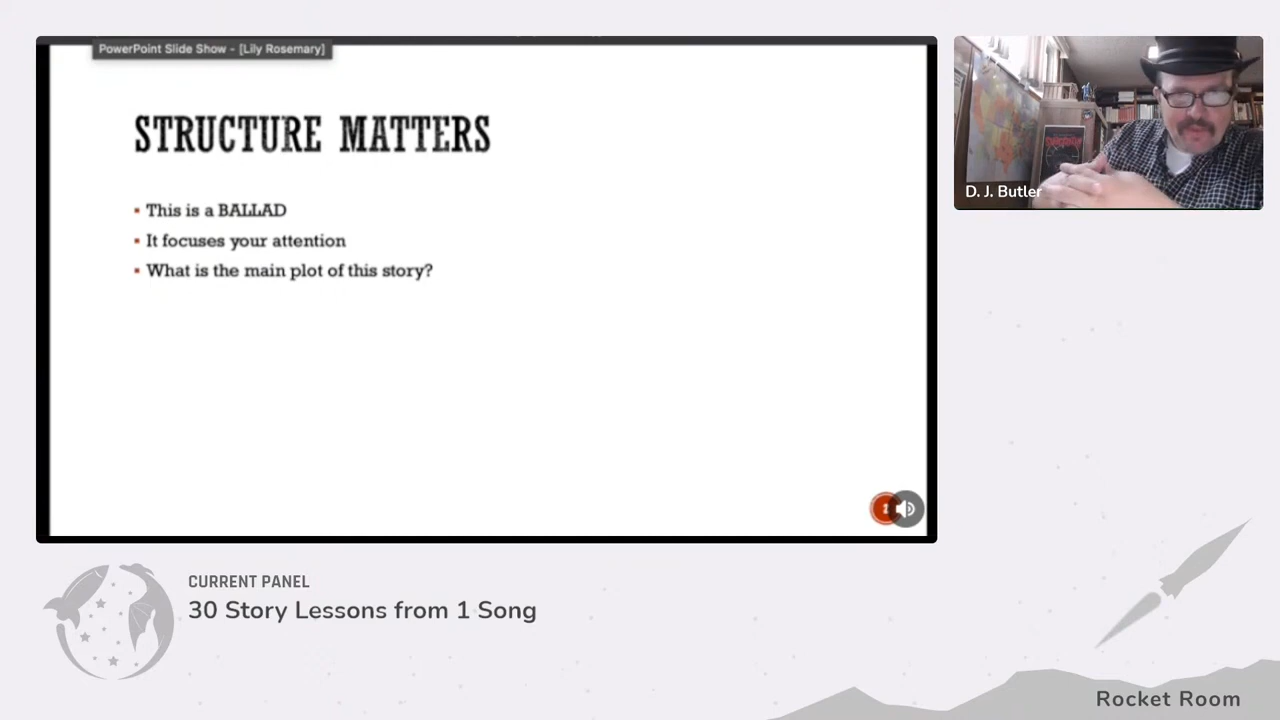 PowerPoint Slide Show - [Lily Rosemary]
STRUCTURE MATTERS
▪ This is a BALLAD
▪ It focuses your attention
▪ What is the main plot of this story?
D. J. Butler
CURRENT PANEL
30 Story Lessons from 1 Song
Rocket Room